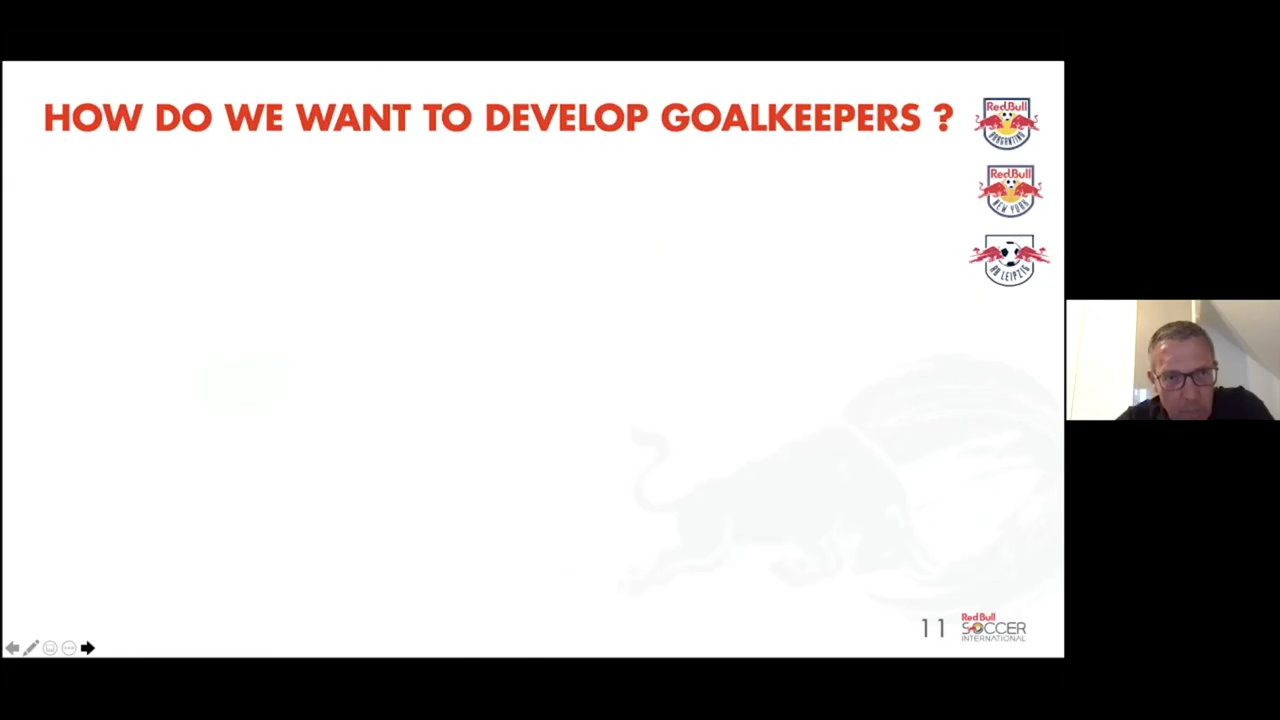 HOW DO WE WANT TO DEVELOP GOALKEEPERS ?
Red Bull
BRAGANTINO
Red Bull
NEW YORK
RB LEIPZIG
11
Red Bull
SOCCER
INTERNATIONAL